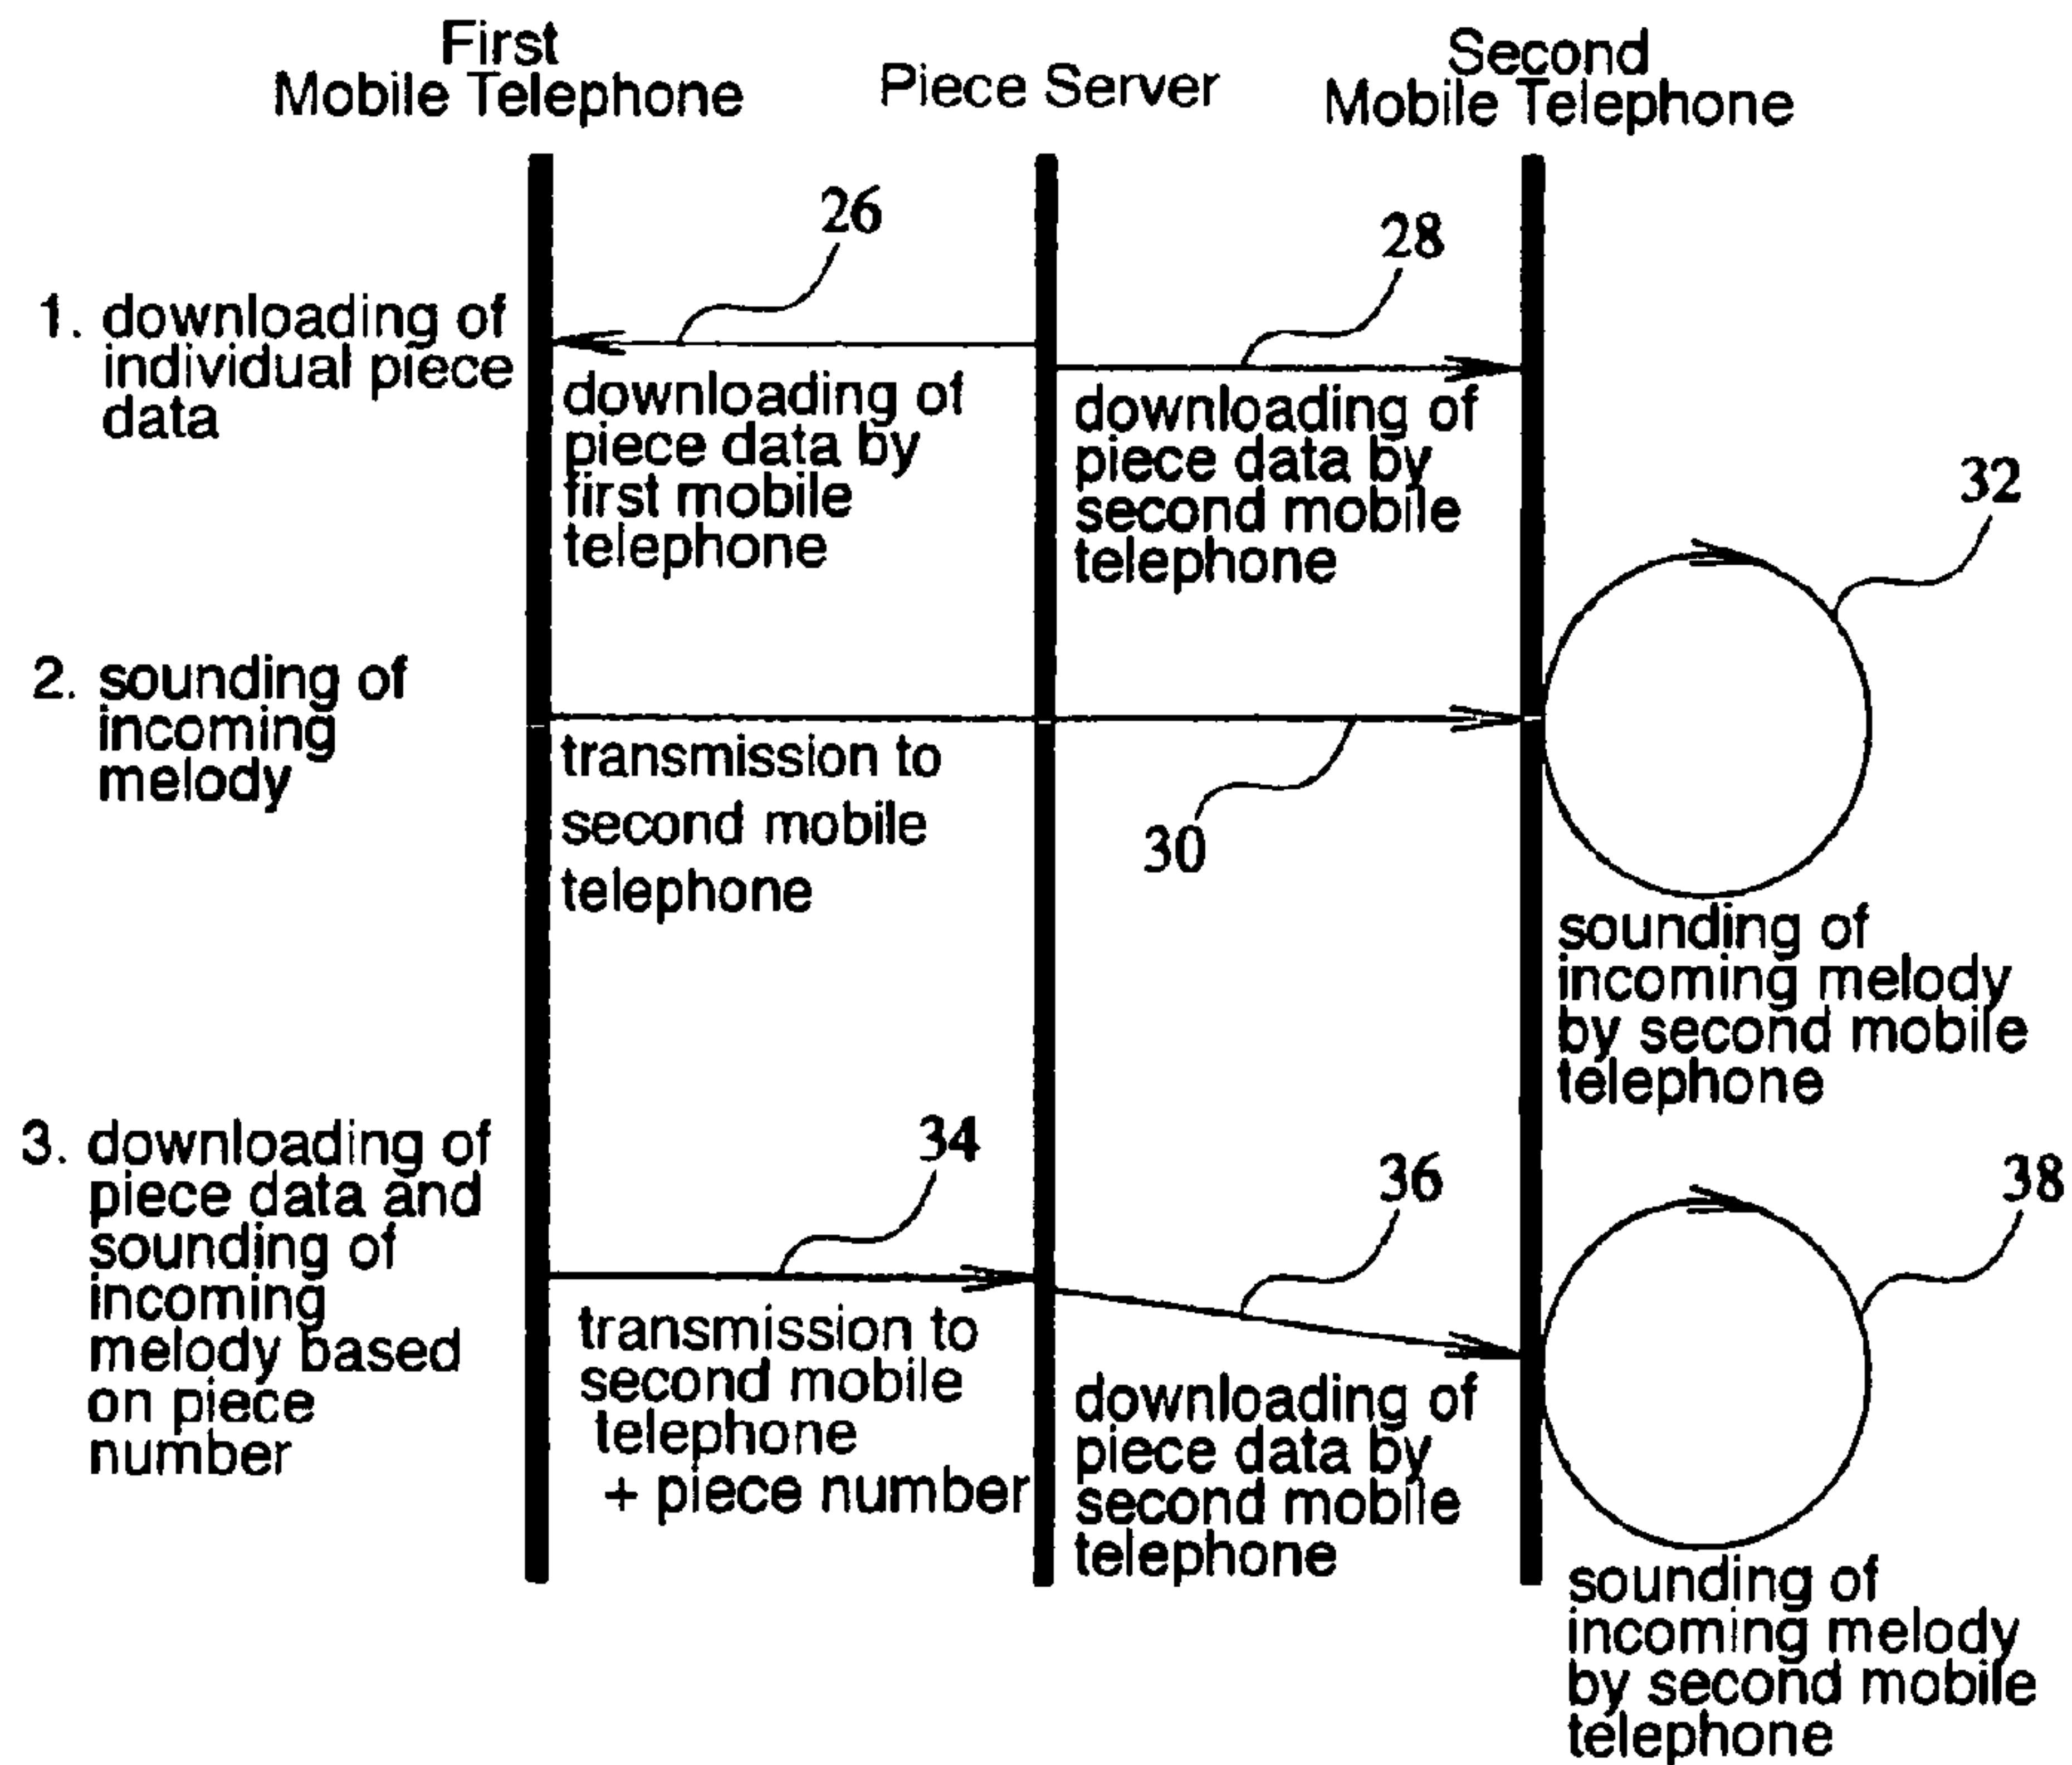 First
Mobile Telephone
Piece Server
Second
Mobile Telephone
26
28
1. downloading of
individual piece
data
downloading of
piece data by
first mobile
telephone
downloading of
piece data by
second mobile
telephone
32
2. sounding of
incoming
melody
transmission to
second mobile
telephone
30
sounding of
incoming melody
by second mobile
telephone
3. downloading of
piece data and
sounding of
incoming
melody based
on piece
number
34
36
38
transmission to
second mobile
telephone
+ piece number
downloading of
piece data by
second mobile
telephone
sounding of
incoming melody
by second mobile
telephone